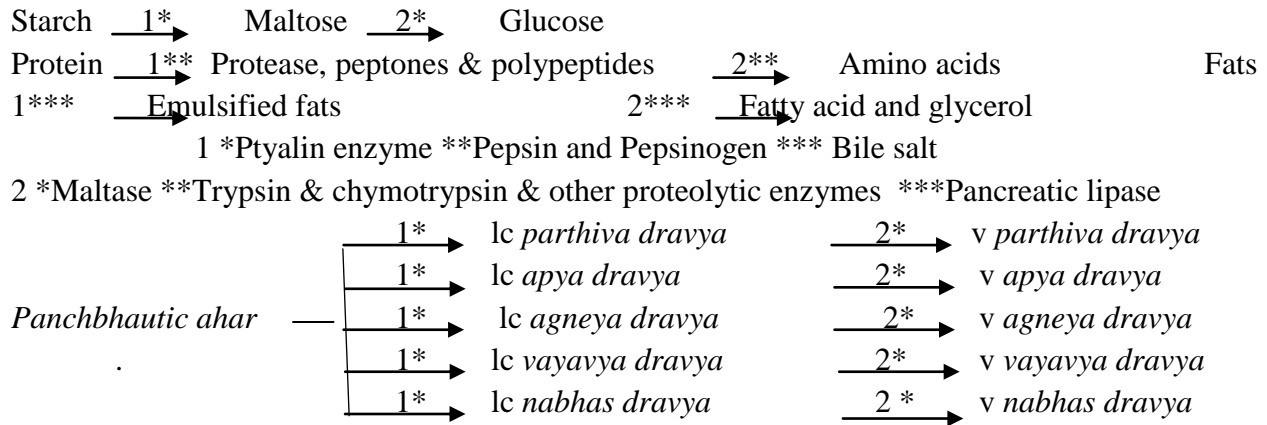 Starch 1* Maltose 2* Glucose
Protein 1** Protease, peptones & polypeptides 2** Amino acids Fats
1*** Emulsified fats 2*** Fatty acid and glycerol
1 *Ptyalin enzyme **Pepsin and Pepsinogen *** Bile salt
2 *Maltase **Trypsin & chymotrypsin & other proteolytic enzymes ***Pancreatic lipase
1* lc parthiva dravya 2* v parthiva dravya
1* lc apya dravya 2* v apya dravya
Panchbhautic ahar — 1* lc agneya dravya 2* v agneya dravya
. 1* lc vayavya dravya 2* v vayavya dravya
1* lc nabhas dravya 2 * v nabhas dravya